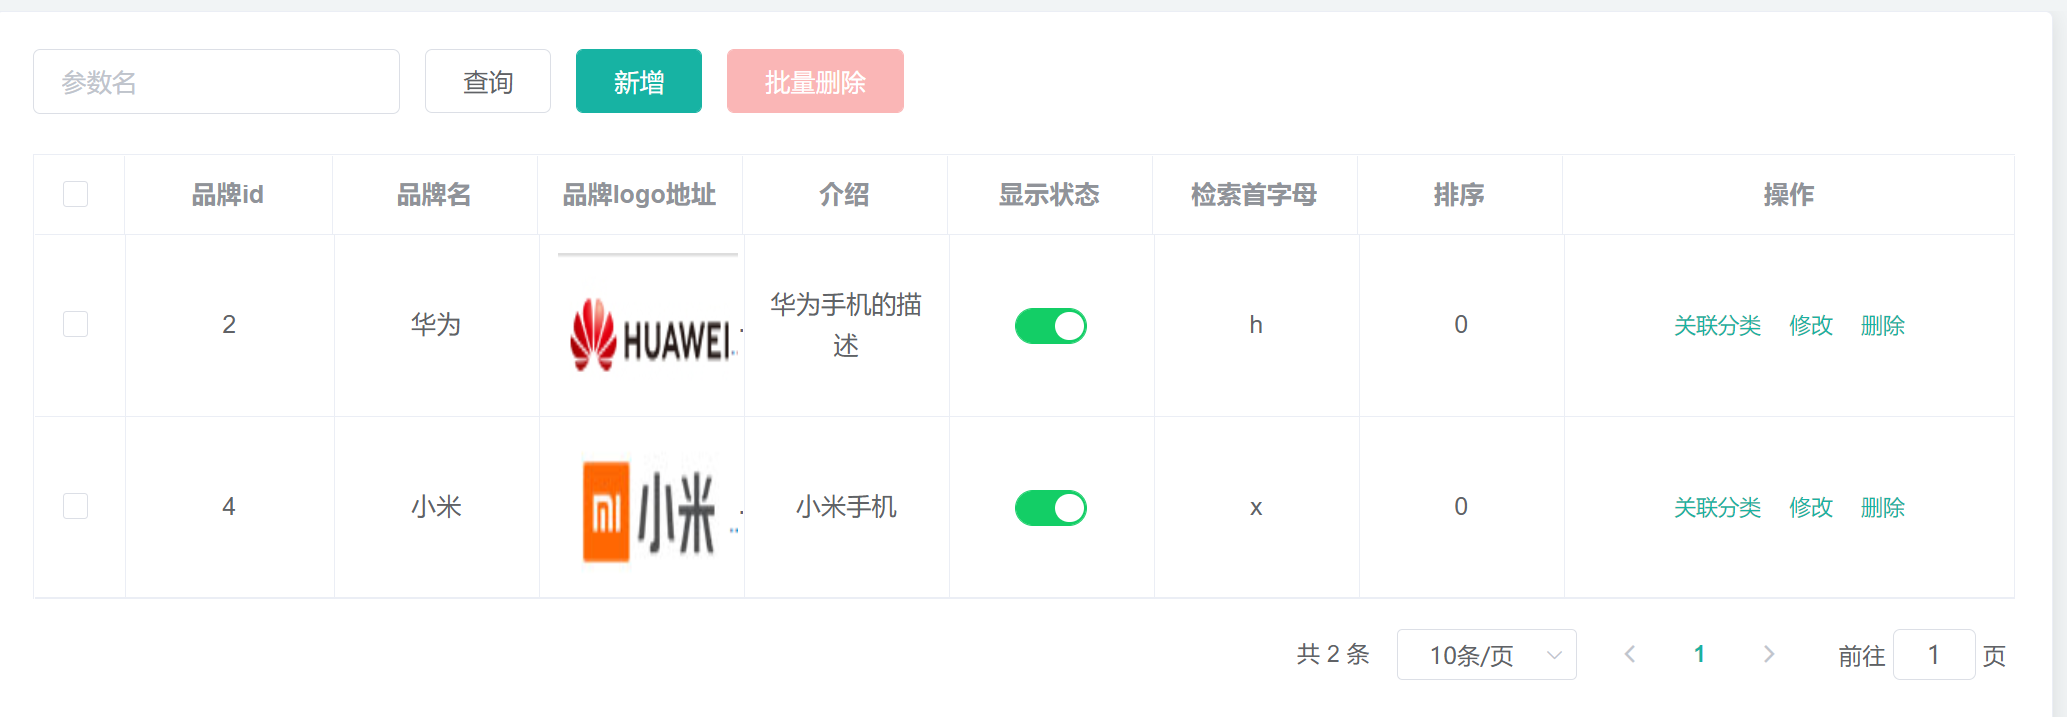 参数名 查询 新增 批量删除
品牌id 品牌名 品牌logo地址 介绍 显示状态 检索首字母 排序 操作
2 华为 HUAWEI 华为手机的描
述 h 0 关联分类 修改 删除
4 小米 mi 小米 小米手机 x 0 关联分类 修改 删除
共 2 条 10条/页 1 前往 1 页